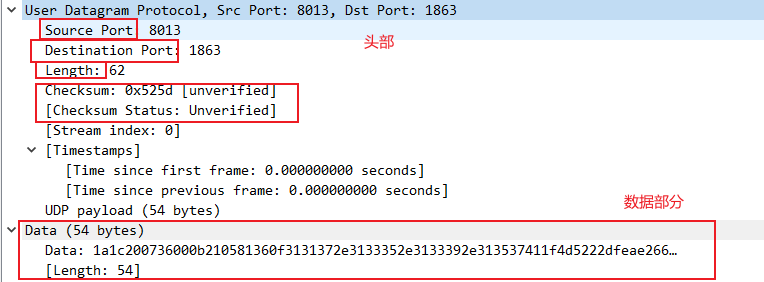 User Datagram Protocol, Src Port: 8013, Dst Port: 1863
Source Port: 8013
Destination Port: 1863
头部
Length: 62
Checksum: 0x525d [unverified]
[Checksum Status: Unverified]
[Stream index: 0]
[Timestamps]
[Time since first frame: 0.000000000 seconds]
[Time since previous frame: 0.000000000 seconds]
UDP payload (54 bytes)
数据部分
Data (54 bytes)
Data: 1a1c200736000b210581360f3131372e3133352e3133392e313537411f4d5222dfeae266…
[Length: 54]